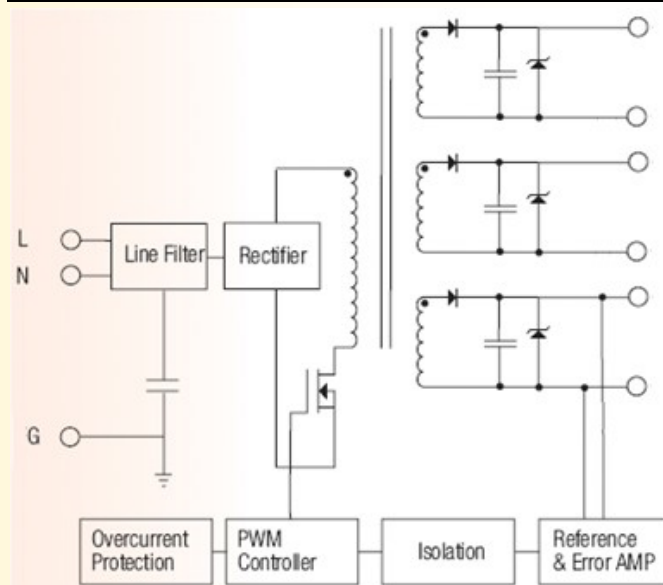 L
N
G
Line Filter
Rectifier
Overcurrent
Protection
PWM
Controller
Isolation
Reference
& Error AMP